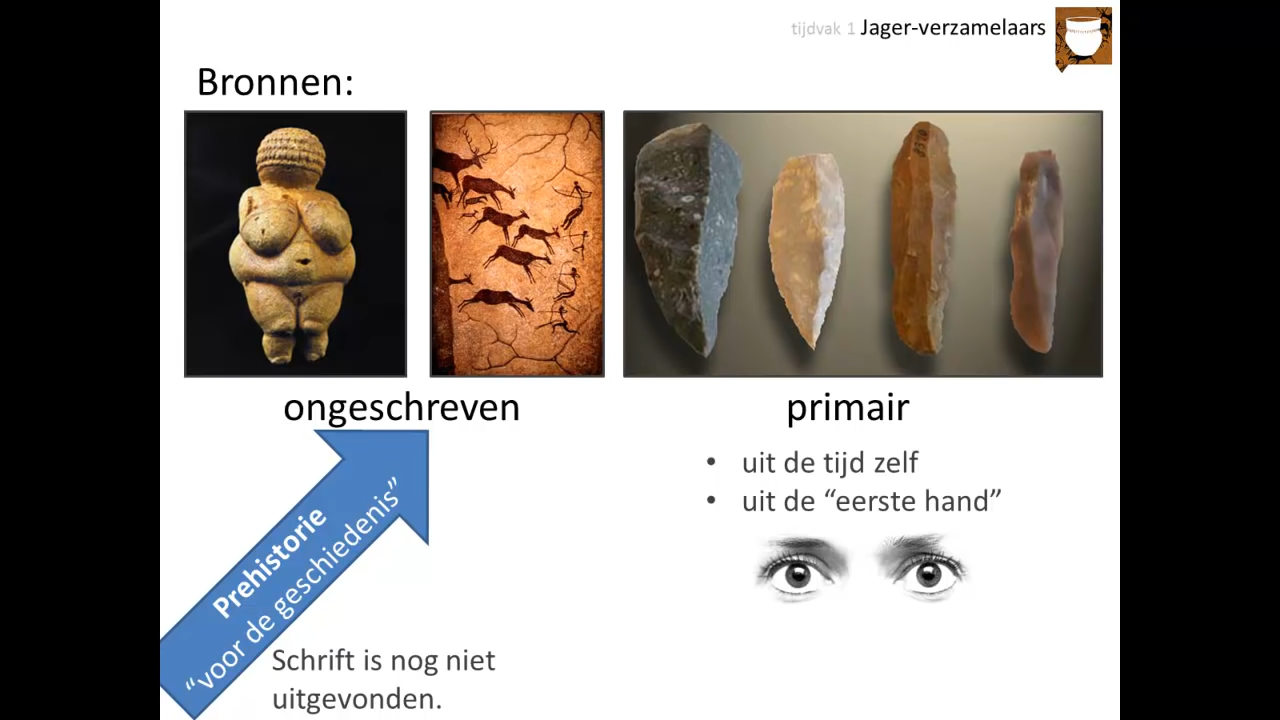 tijdvak 1 Jager-verzamelaars
Bronnen:
ongeschreven
primair
• uit de tijd zelf
• uit de “eerste hand”
Prehistorie
“voor de geschiedenis”
Schrift is nog niet
uitgevonden.